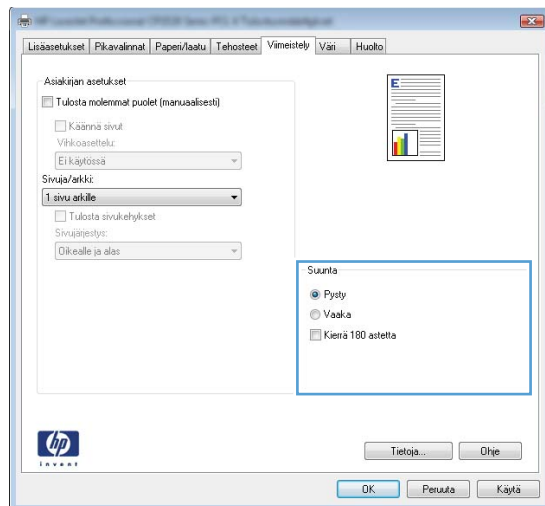 Lisäasetukset Pikavalinnat Paperi/laatu Tehosteet Viimeistely Väri Huolto
Asiakirjan asetukset
Tulosta molemmat puolet (manuaalisesti)
Käännä sivut
Vihkoasettelu:
Ei käytössä
Sivuja/arkki:
1 sivu arkille
Tulosta sivukehykset
Sivujärjestys:
Oikealle ja alas
E
Suunta
Pysty
Vaaka
Kierrä 180 astetta
hp
invent
Tietoja... Ohje
OK Peruuta Käytä